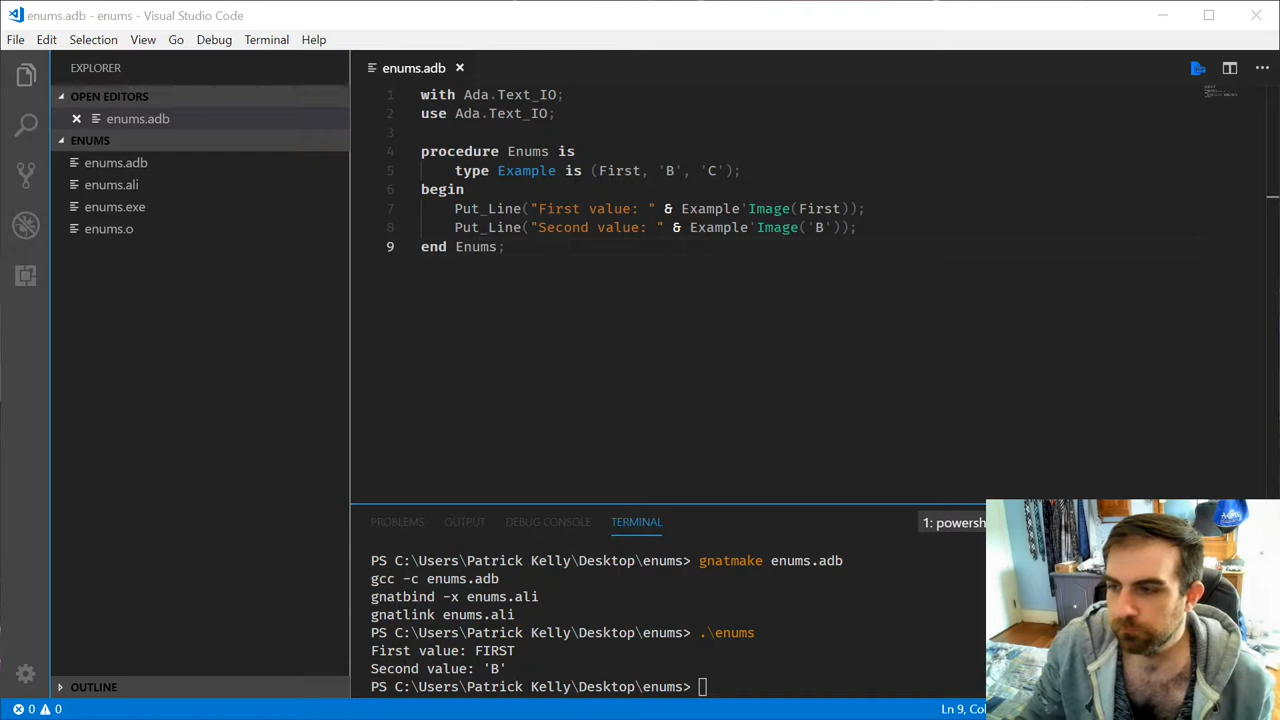 enums.adb - enums - Visual Studio Code
File Edit Selection View Go Debug Terminal Help
EXPLORER
OPEN EDITORS
enums.adb
ENUMS
enums.adb
enums.ali
enums.exe
enums.o
OUTLINE
enums.adb
1 with Ada.Text_IO;
2 use Ada.Text_IO;
3
4 procedure Enums is
5 type Example is (First, 'B', 'C');
6 begin
7 Put_Line("First value: " & Example'Image(First));
8 Put_Line("Second value: " & Example'Image('B'));
9 end Enums;
PROBLEMS OUTPUT DEBUG CONSOLE TERMINAL 1: powersh
PS C:\Users\Patrick Kelly\Desktop\enums> gnatmake enums.adb
gcc -c enums.adb
gnatbind -x enums.ali
gnatlink enums.ali
PS C:\Users\Patrick Kelly\Desktop\enums> .\enums
First value: FIRST
Second value: 'B'
PS C:\Users\Patrick Kelly\Desktop\enums>
0 0 Ln 9, Col